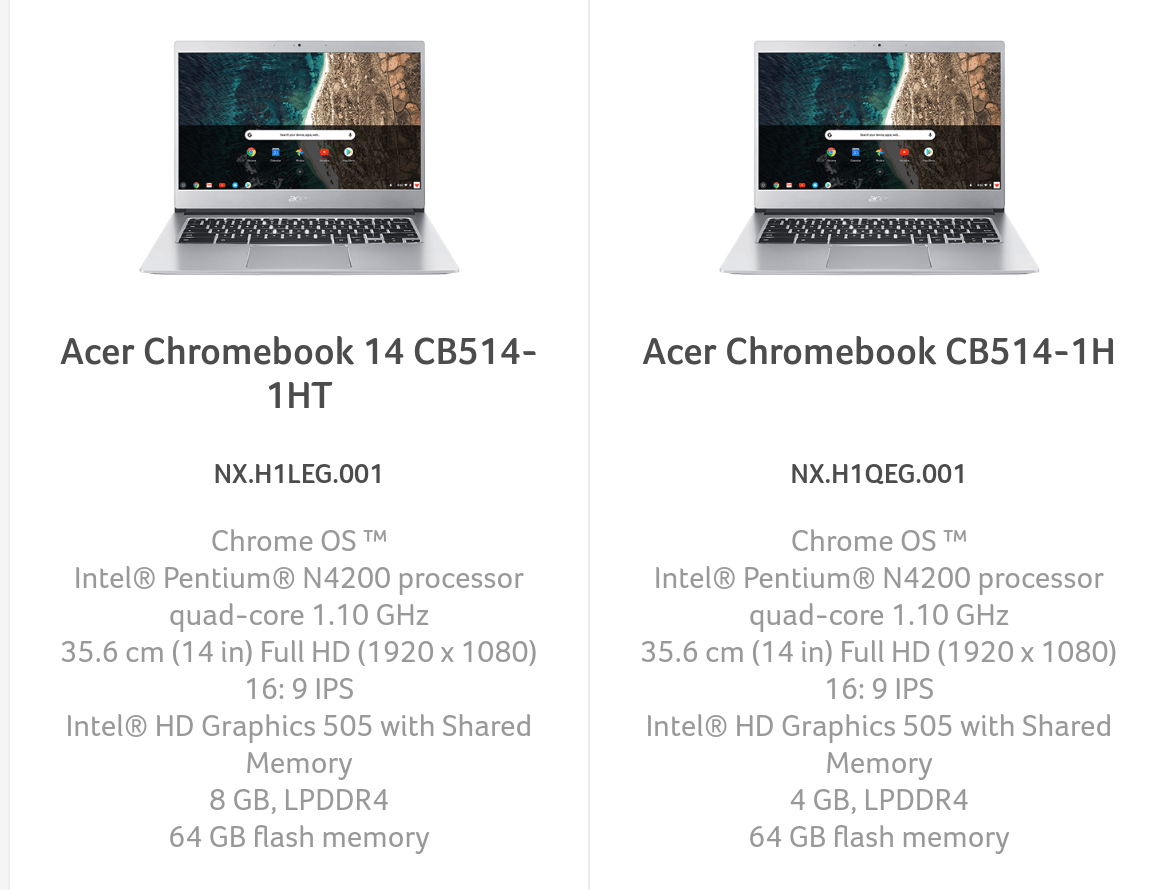 acer
acer
Acer Chromebook 14 CB514-
1HT
NX.H1LEG.001
Chrome OS ™
Intel® Pentium® N4200 processor
quad-core 1.10 GHz
35.6 cm (14 in) Full HD (1920 x 1080)
16: 9 IPS
Intel® HD Graphics 505 with Shared
Memory
8 GB, LPDDR4
64 GB flash memory
Acer Chromebook CB514-1H
NX.H1QEG.001
Chrome OS ™
Intel® Pentium® N4200 processor
quad-core 1.10 GHz
35.6 cm (14 in) Full HD (1920 x 1080)
16: 9 IPS
Intel® HD Graphics 505 with Shared
Memory
4 GB, LPDDR4
64 GB flash memory